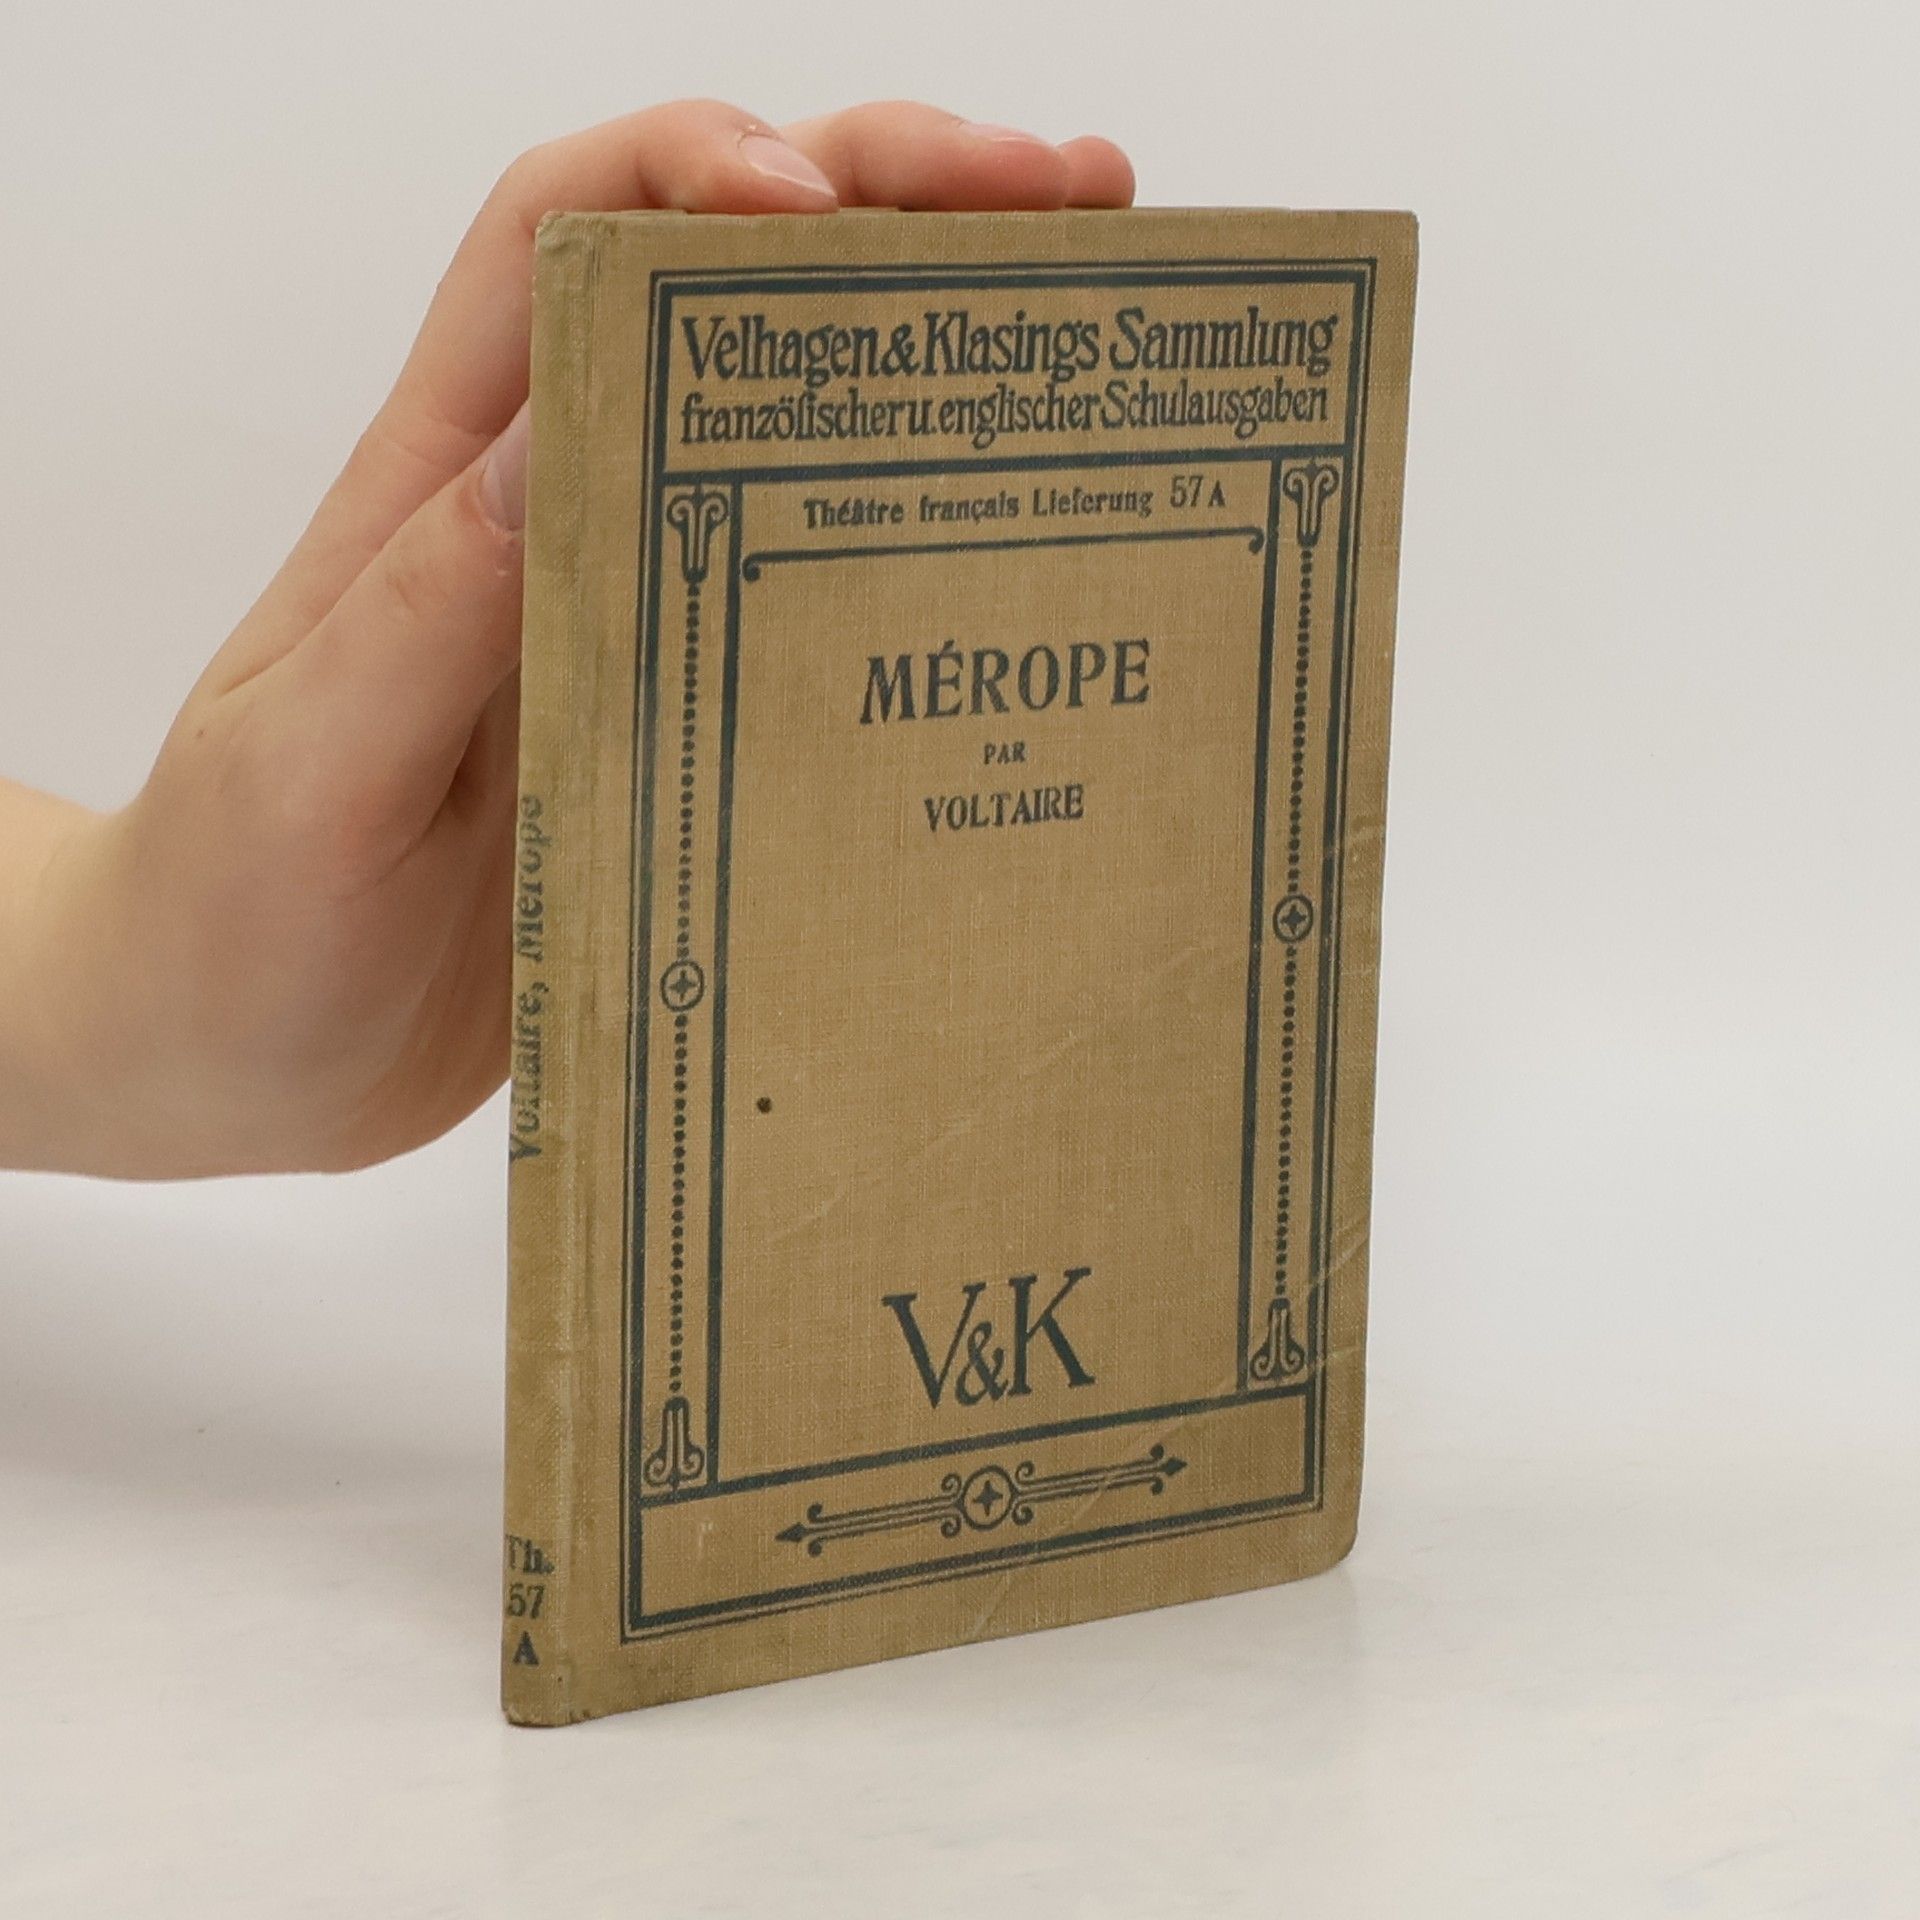 Velhagen & Klasings Sammlung
französischer u. englischer Schulausgaben
Théâtre français Lieferung 57 A
MÉROPE
PAR
VOLTAIRE
V&K
Voltaire, Mérope
Th.
57
A